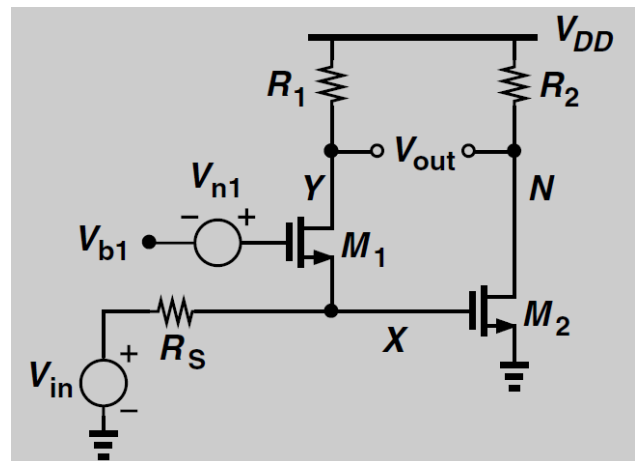 V_DD
R_1
R_2
V_out
Y
N
V_n1
− +
V_b1
M_1
M_2
X
R_S
V_in
+
−